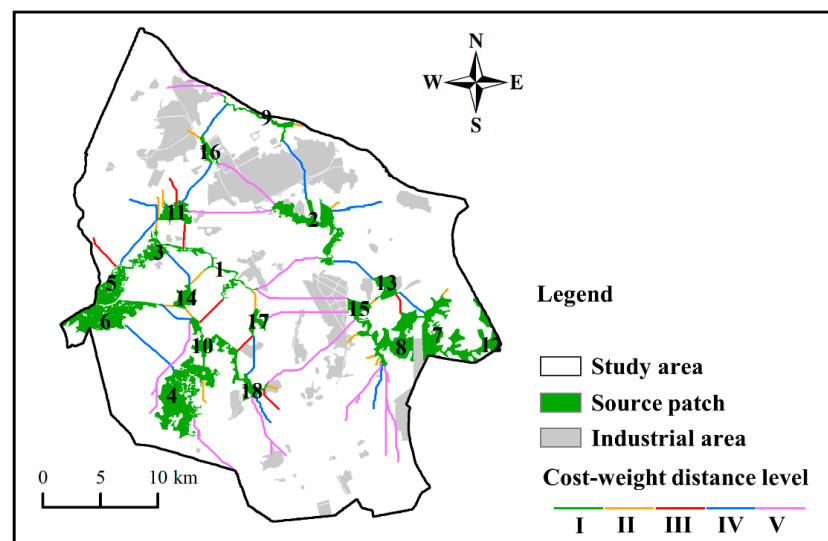 N
W E
S
9
16
11
2
3
1
5
13
14
15
6
17
7
10
8
12
18
4
Legend
Study area
Source patch
Industrial area
Cost-weight distance level
I II III IV V
0 5 10 km